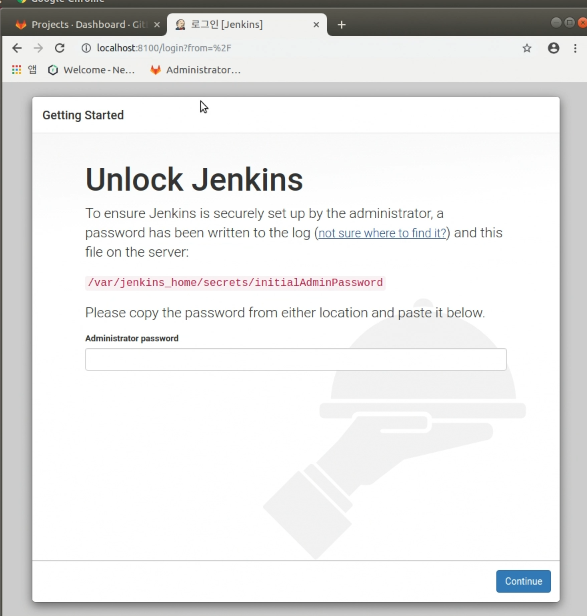 Google Chrome
Projects · Dashboard · Git
로그인 [Jenkins]
localhost:8100/login?from=%2F
앱
Welcome - Ne...
Administrator...
Getting Started
Unlock Jenkins
To ensure Jenkins is securely set up by the administrator, a
password has been written to the log (not sure where to find it?) and this
file on the server:
/var/jenkins_home/secrets/initialAdminPassword
Please copy the password from either location and paste it below.
Administrator password
Continue